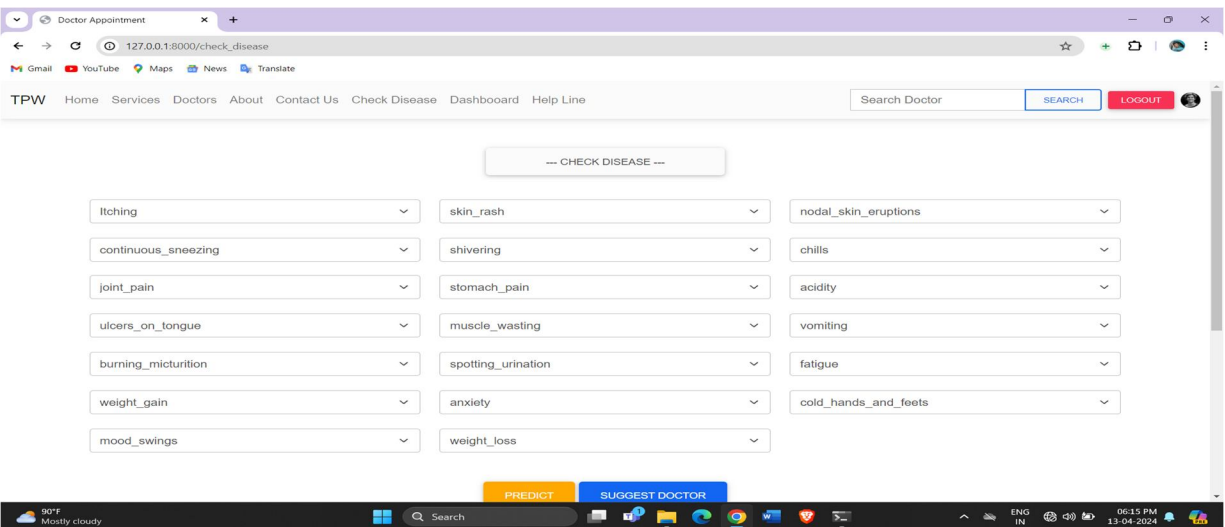 Doctor Appointment
127.0.0.1:8000/check_disease
Gmail YouTube Maps News Translate
TPW Home Services Doctors About Contact Us Check Disease Dashbooard Help Line Search Doctor SEARCH LOGOUT
--- CHECK DISEASE ---
Itching skin_rash nodal_skin_eruptions
continuous_sneezing shivering chills
joint_pain stomach_pain acidity
ulcers_on_tongue muscle_wasting vomiting
burning_micturition spotting_urination fatigue
weight_gain anxiety cold_hands_and_feets
mood_swings weight_loss
PREDICT SUGGEST DOCTOR
90°F
Mostly cloudy
Search
ENG
IN
06:15 PM
13-04-2024